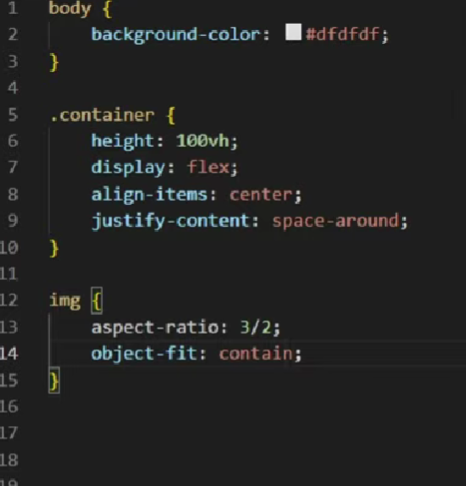 1 body {
2 background-color: #dfdfdf;
3 }
4
5 .container {
6 height: 100vh;
7 display: flex;
8 align-items: center;
9 justify-content: space-around;
10 }
11
12 img {
13 aspect-ratio: 3/2;
14 object-fit: contain;
15 }
16
17
18
19